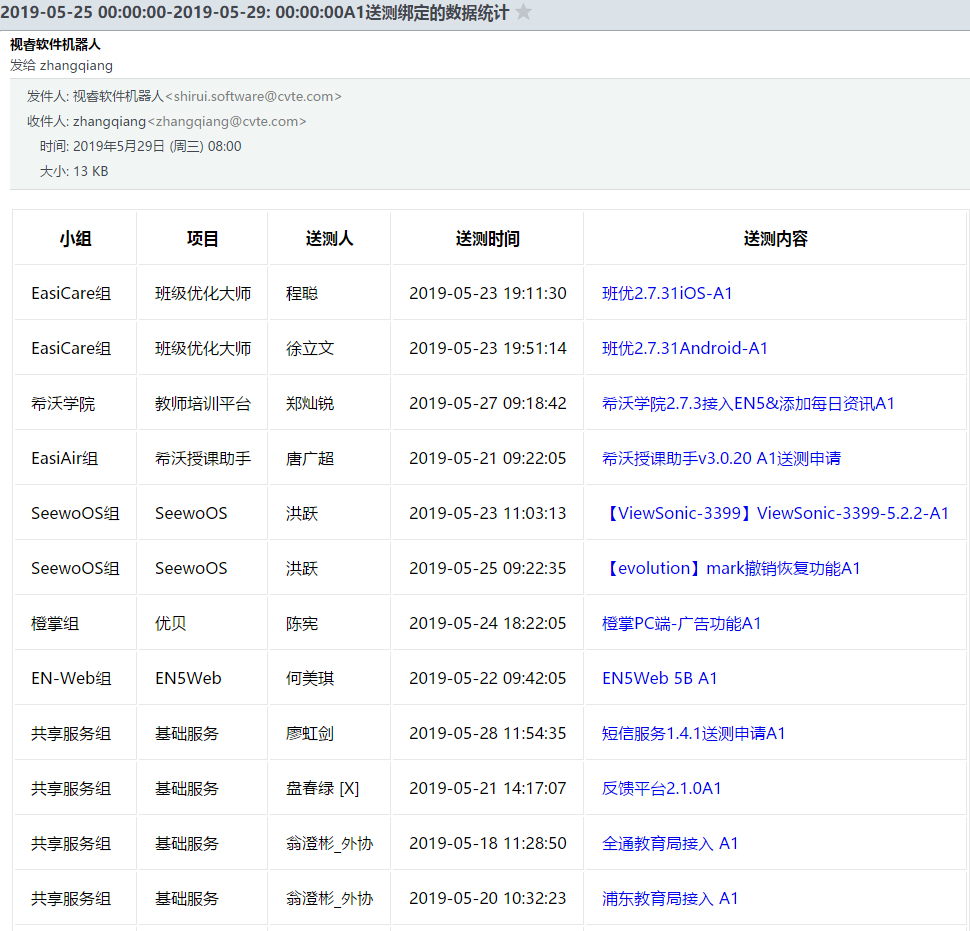 2019-05-25 00:00:00-2019-05-29: 00:00:00A1送测绑定的数据统计
视睿软件机器人
发给 zhangqiang
发件人: 视睿软件机器人<shirui.software@cvte.com>
收件人: zhangqiang<zhangqiang@cvte.com>
时间: 2019年5月29日 (周三) 08:00
大小: 13 KB
小组 项目 送测人 送测时间 送测内容
EasiCare组 班级优化大师 程聪 2019-05-23 19:11:30 班优2.7.31iOS-A1
EasiCare组 班级优化大师 徐立文 2019-05-23 19:51:14 班优2.7.31Android-A1
希沃学院 教师培训平台 郑灿锐 2019-05-27 09:18:42 希沃学院2.7.3接入EN5&添加每日资讯A1
EasiAir组 希沃授课助手 唐广超 2019-05-21 09:22:05 希沃授课助手v3.0.20 A1送测申请
SeewoOS组 SeewoOS 洪跃 2019-05-23 11:03:13 【ViewSonic-3399】ViewSonic-3399-5.2.2-A1
SeewoOS组 SeewoOS 洪跃 2019-05-25 09:22:35 【evolution】mark撤销恢复功能A1
橙掌组 优贝 陈宪 2019-05-24 18:22:05 橙掌PC端-广告功能A1
EN-Web组 EN5Web 何美琪 2019-05-22 09:42:05 EN5Web 5B A1
共享服务组 基础服务 廖虹剑 2019-05-28 11:54:35 短信服务1.4.1送测申请A1
共享服务组 基础服务 盘春绿 [X] 2019-05-21 14:17:07 反馈平台2.1.0A1
共享服务组 基础服务 翁澄彬_外协 2019-05-18 11:28:50 全通教育局接入 A1
共享服务组 基础服务 翁澄彬_外协 2019-05-20 10:32:23 浦东教育局接入 A1